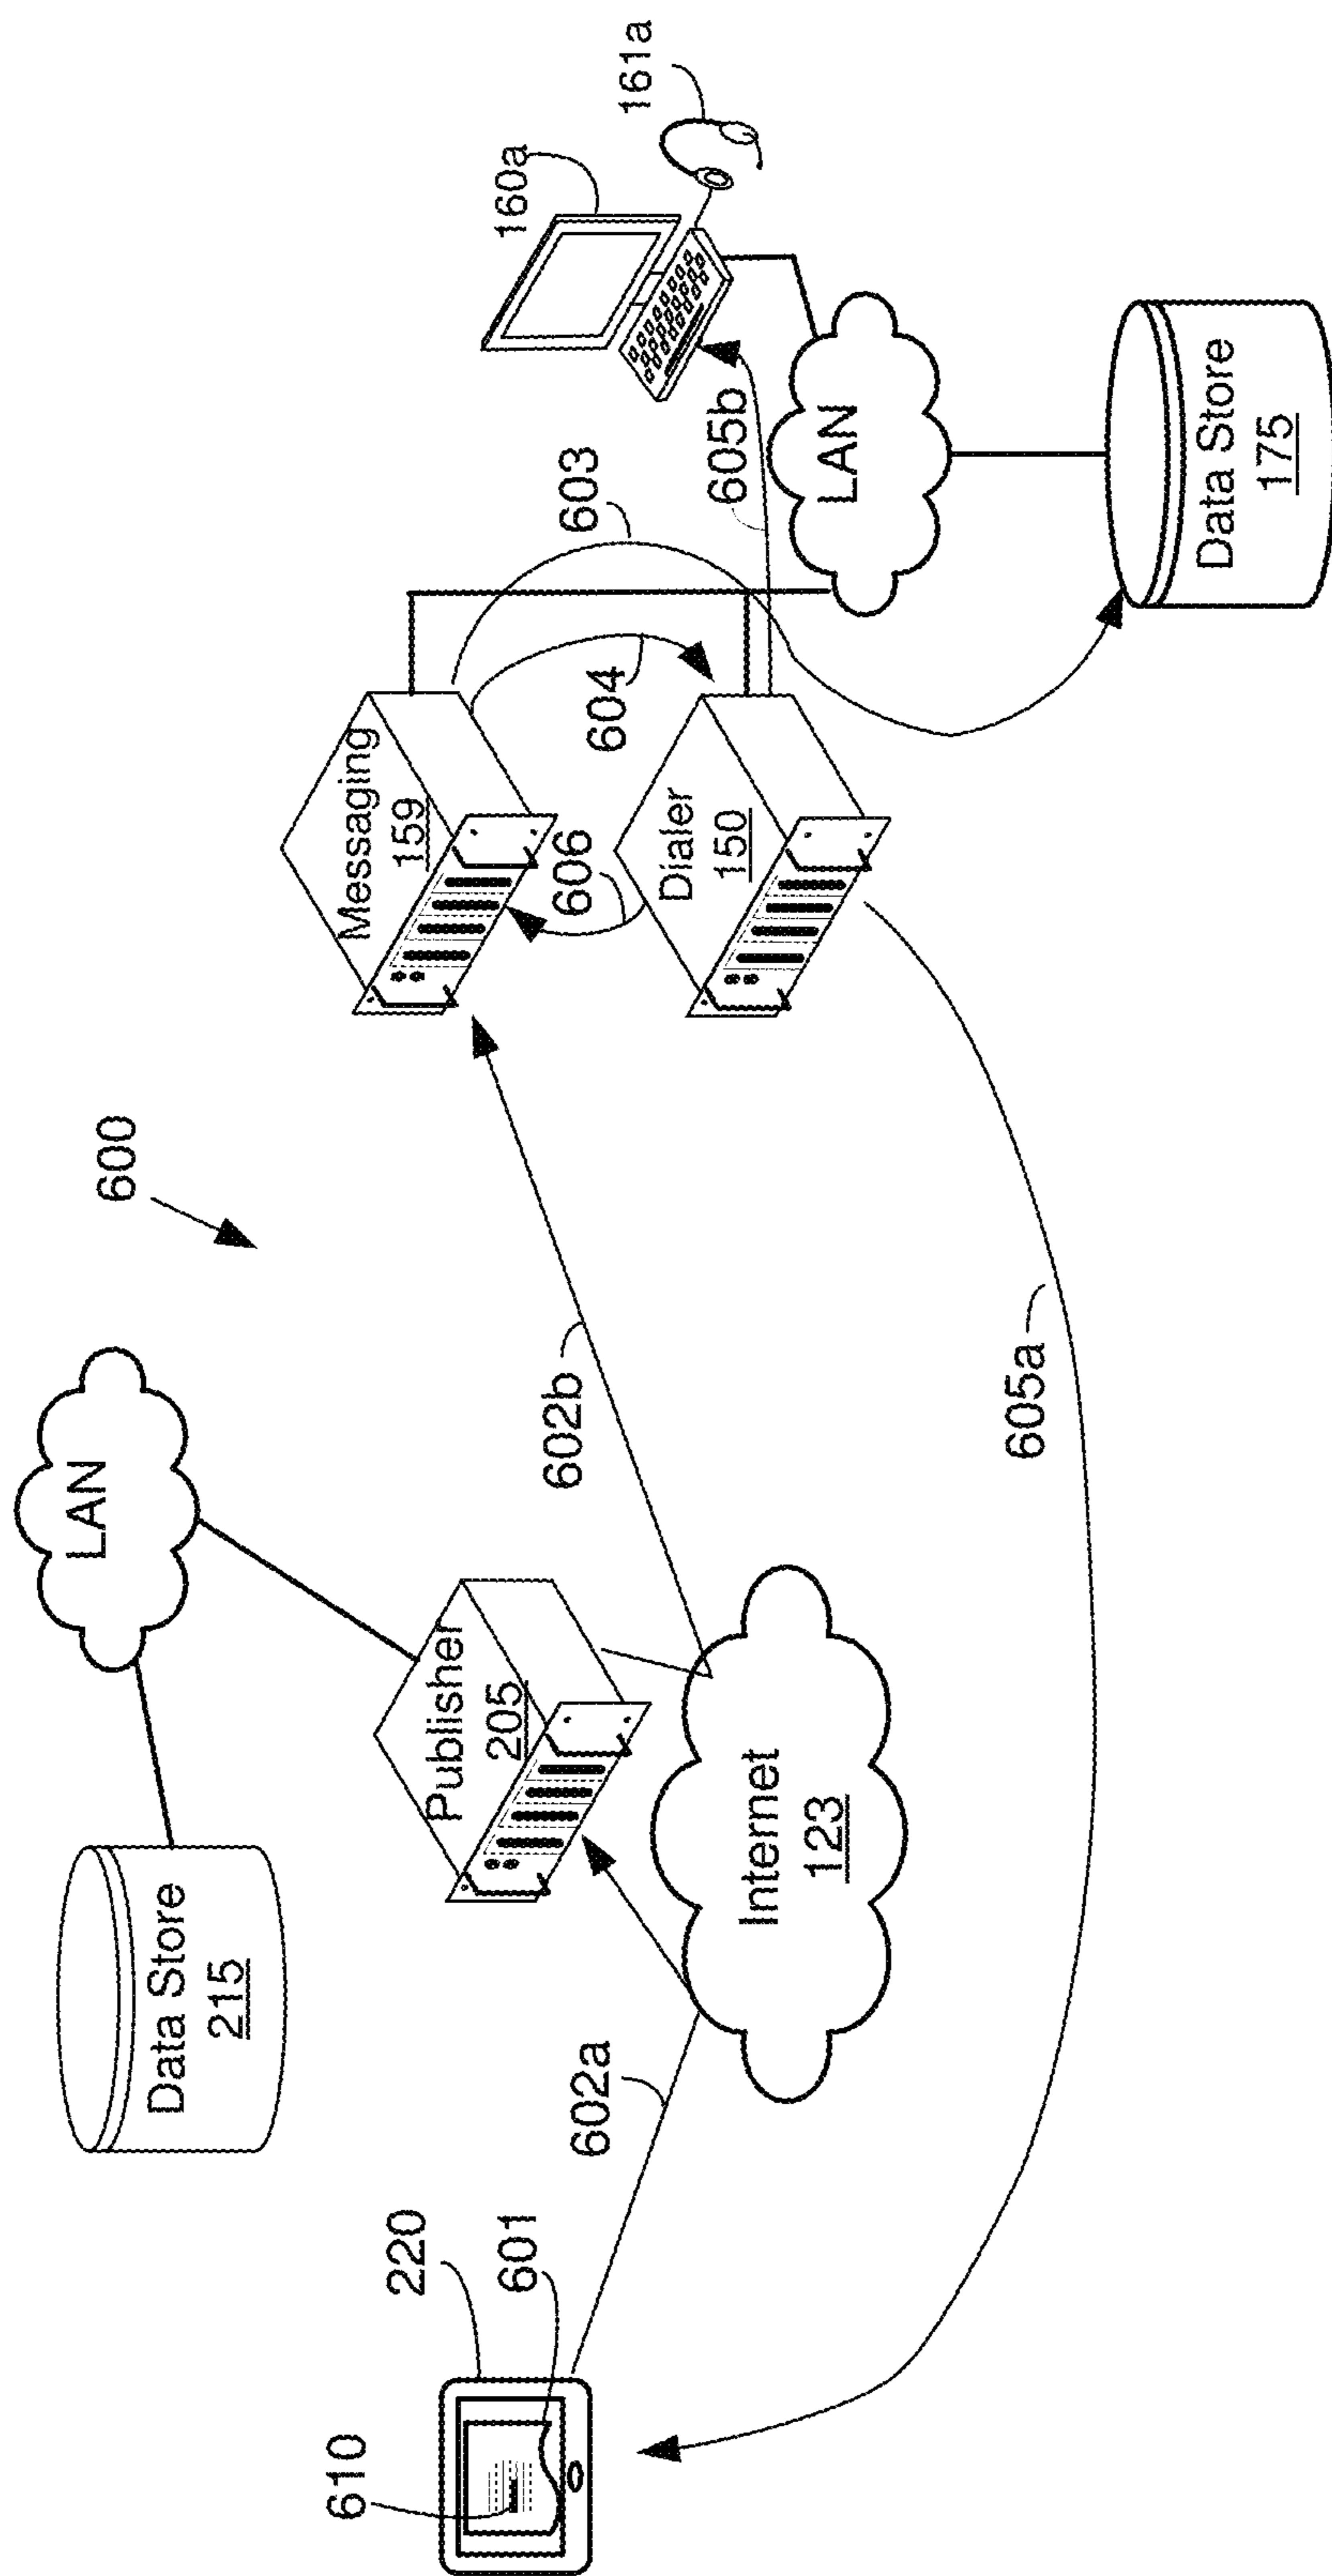 600
LAN
Data Store
215
Publisher
205
Internet
123
220
601
610
602a
602b
605a
Messaging
159
Dialer
150
606
604
603
605b
160a
161a
LAN
Data Store
175